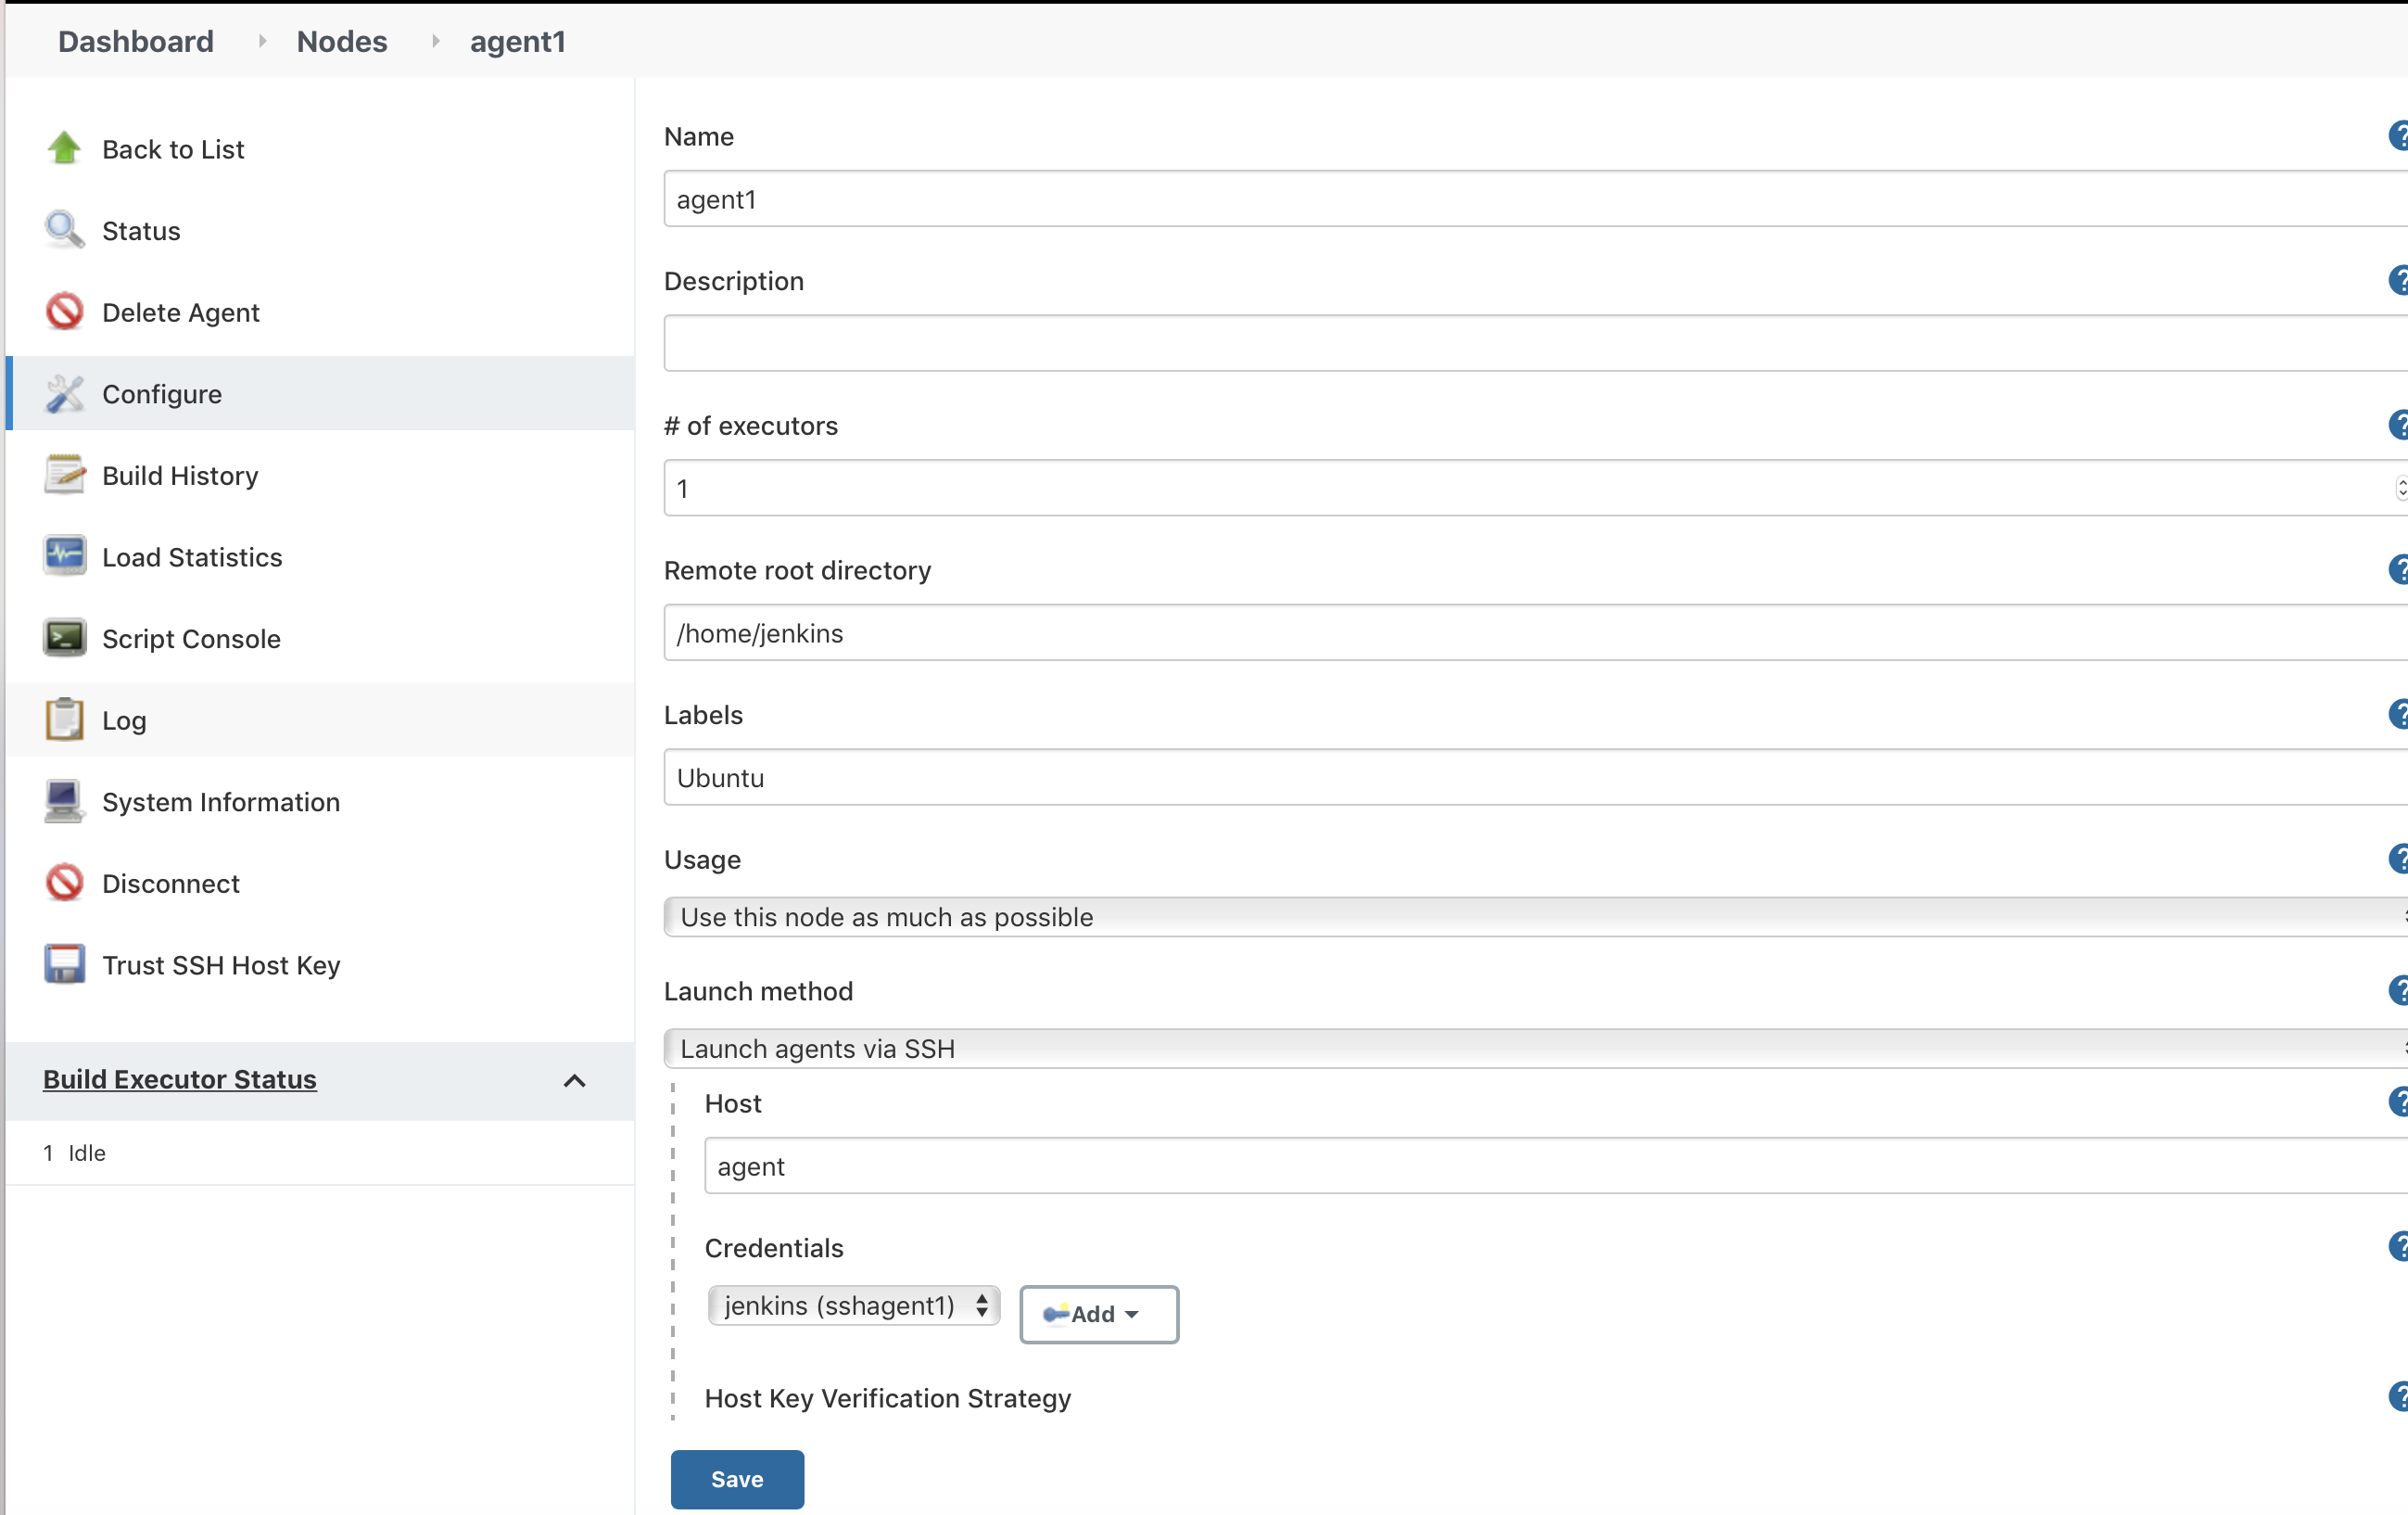 Dashboard
Nodes
agent1
Back to List
Status
Delete Agent
Configure
Build History
Load Statistics
Script Console
Log
System Information
Disconnect
Trust SSH Host Key
Build Executor Status
1 Idle
Name
?
agent1
Description
?
# of executors
?
1
Remote root directory
?
/home/jenkins
Labels
?
Ubuntu
Usage
?
Use this node as much as possible
Launch method
?
Launch agents via SSH
Host
?
agent
Credentials
?
jenkins (sshagent1)
Add
Host Key Verification Strategy
?
Save